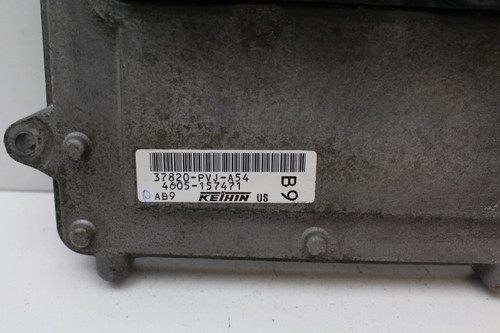 37820-PVJ-A54
4605-157471
AB9 KEIHIN US
B9